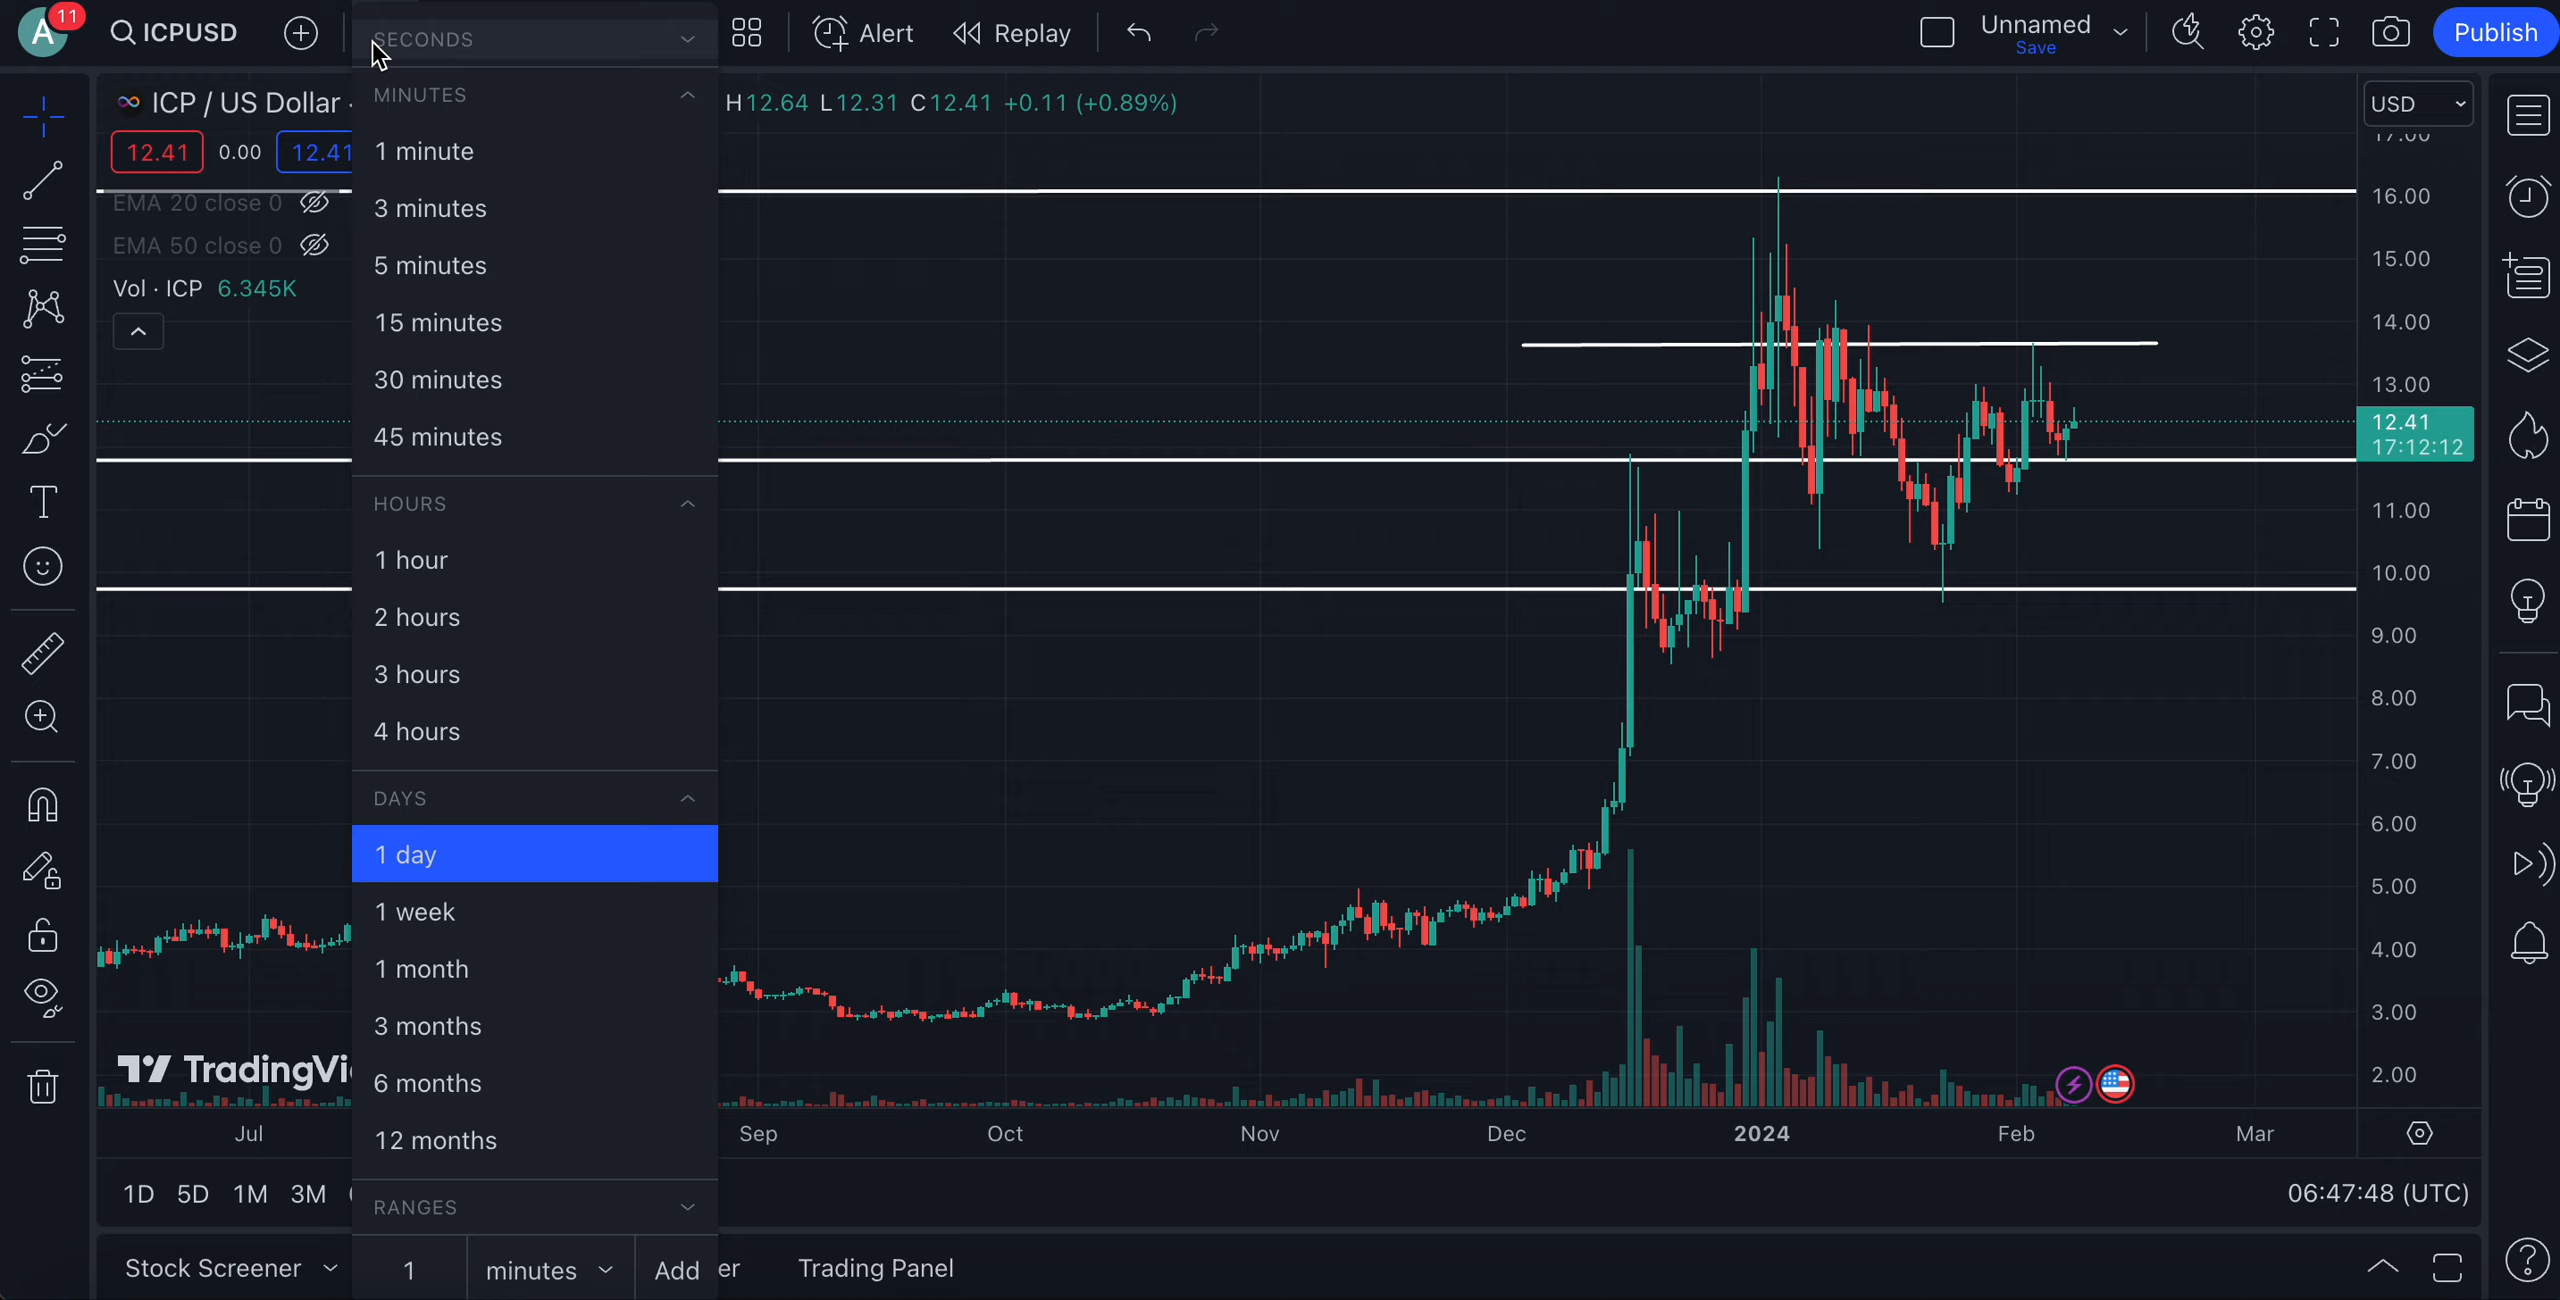 A
11
ICPUSD
SECONDS
Alert
Replay
Unnamed
Save
Publish
ICP / US Dollar ·
H12.64 L12.31 C12.41 +0.11 (+0.89%)
USD
12.41
0.00
12.41
EMA 20 close 0
EMA 50 close 0
Vol · ICP 6.345K
MINUTES
1 minute
3 minutes
5 minutes
15 minutes
30 minutes
45 minutes
HOURS
1 hour
2 hours
3 hours
4 hours
DAYS
1 day
1 week
1 month
3 months
6 months
12 months
RANGES
1
minutes
Add
17.00
16.00
15.00
14.00
13.00
12.41
17:12:12
11.00
10.00
9.00
8.00
7.00
6.00
5.00
4.00
3.00
2.00
TradingVi
Jul
Sep
Oct
Nov
Dec
2024
Feb
Mar
1D 5D 1M 3M
06:47:48 (UTC)
Stock Screener
er
Trading Panel